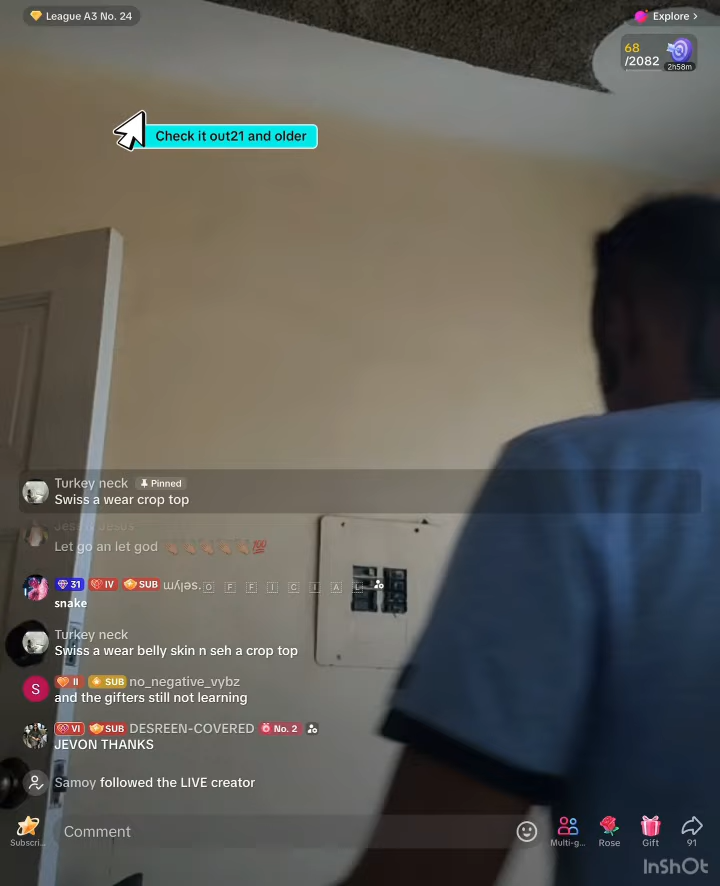 League A3 No. 24
Explore >
68
/2082
2h58m
Check it out21 and older
Turkey neck Pinned
Swiss a wear crop top
Let go an let god 👏🏽👏🏽👏🏽👏🏽👏🏽💯
31 IV SUB ɯʎןǝs.🄾 🄵 🄵 🄸 🄲 🄸 🄰 🄻
snake
Turkey neck
Swiss a wear belly skin n seh a crop top
S II SUB no_negative_vybz
and the gifters still not learning
VI SUB DESREEN-COVERED No. 2
JEVON THANKS
Samoy followed the LIVE creator
Comment
Subscri... Multi-g... Rose Gift 91
InShOt